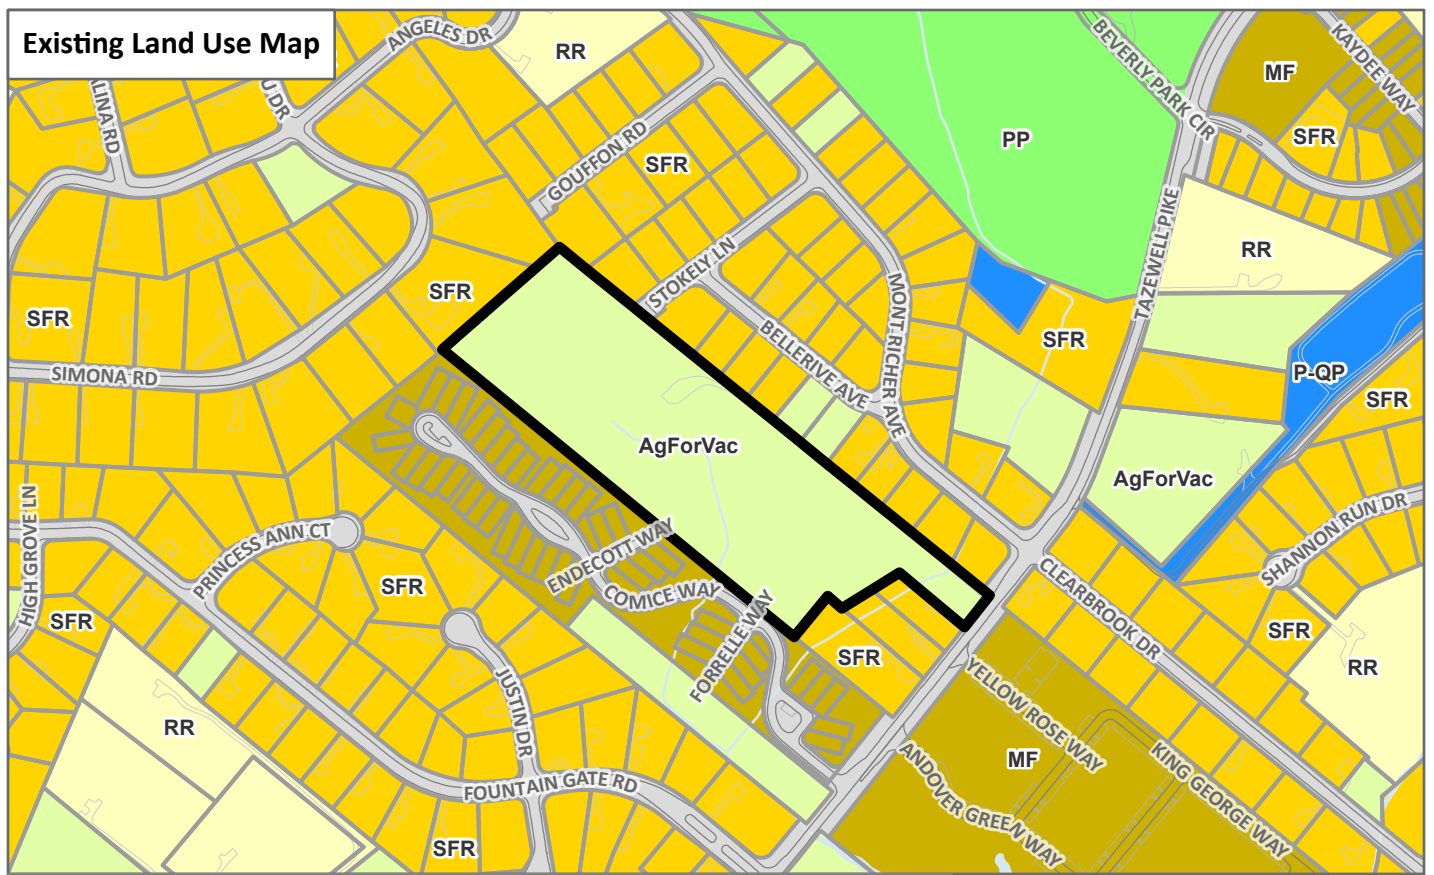 Existing Land Use Map
ANGELES DR
RR
BEVERLY PARK CIR
KAYDEE WAY
MF
LINA RD
U DR
GOUFFON RD
SFR
PP
SFR
TAZEWELL PIKE
RR
STOKELY LN
SFR
SFR
MONT RICHER AVE
BELLERIVE AVE
SFR
P-QP
SFR
SIMONA RD
AgForVac
AgForVac
HIGH GROVE LN
PRINCESS ANN CT
ENDECOTT WAY
SHANNON RUN DR
SFR
COMICE WAY
CLEARBROOK DR
SFR
FORRELLE WAY
SFR
SFR
RR
JUSTIN DR
YELLOW ROSE WAY
RR
MF
KING GEORGE WAY
ANDOVER GREEN WAY
FOUNTAIN GATE RD
SFR